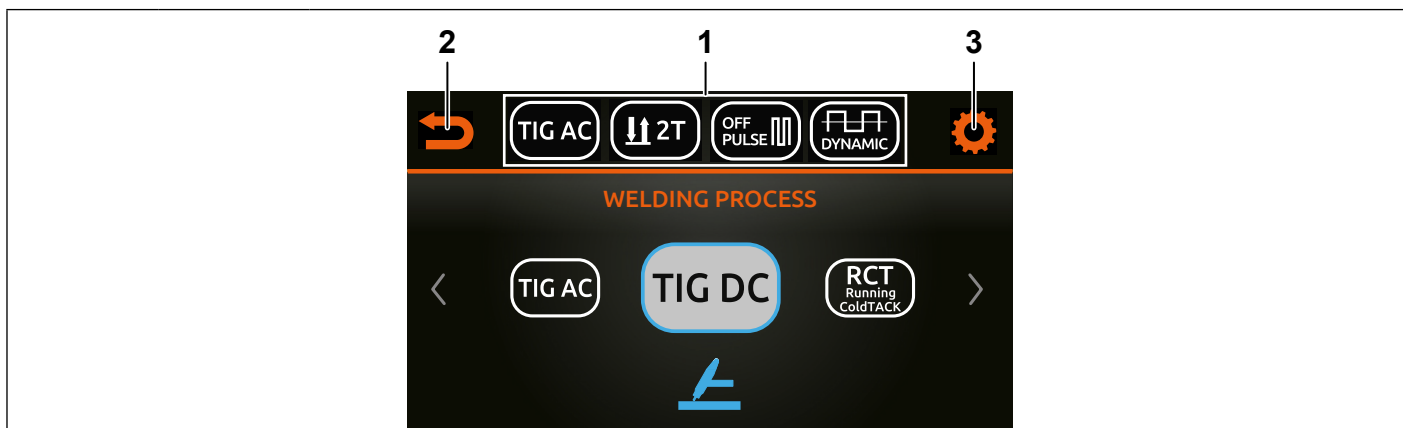 2 1 3
TIG AC 2T OFF PULSE DYNAMIC
WELDING PROCESS
TIG AC TIG DC RCT
Running
ColdTACK